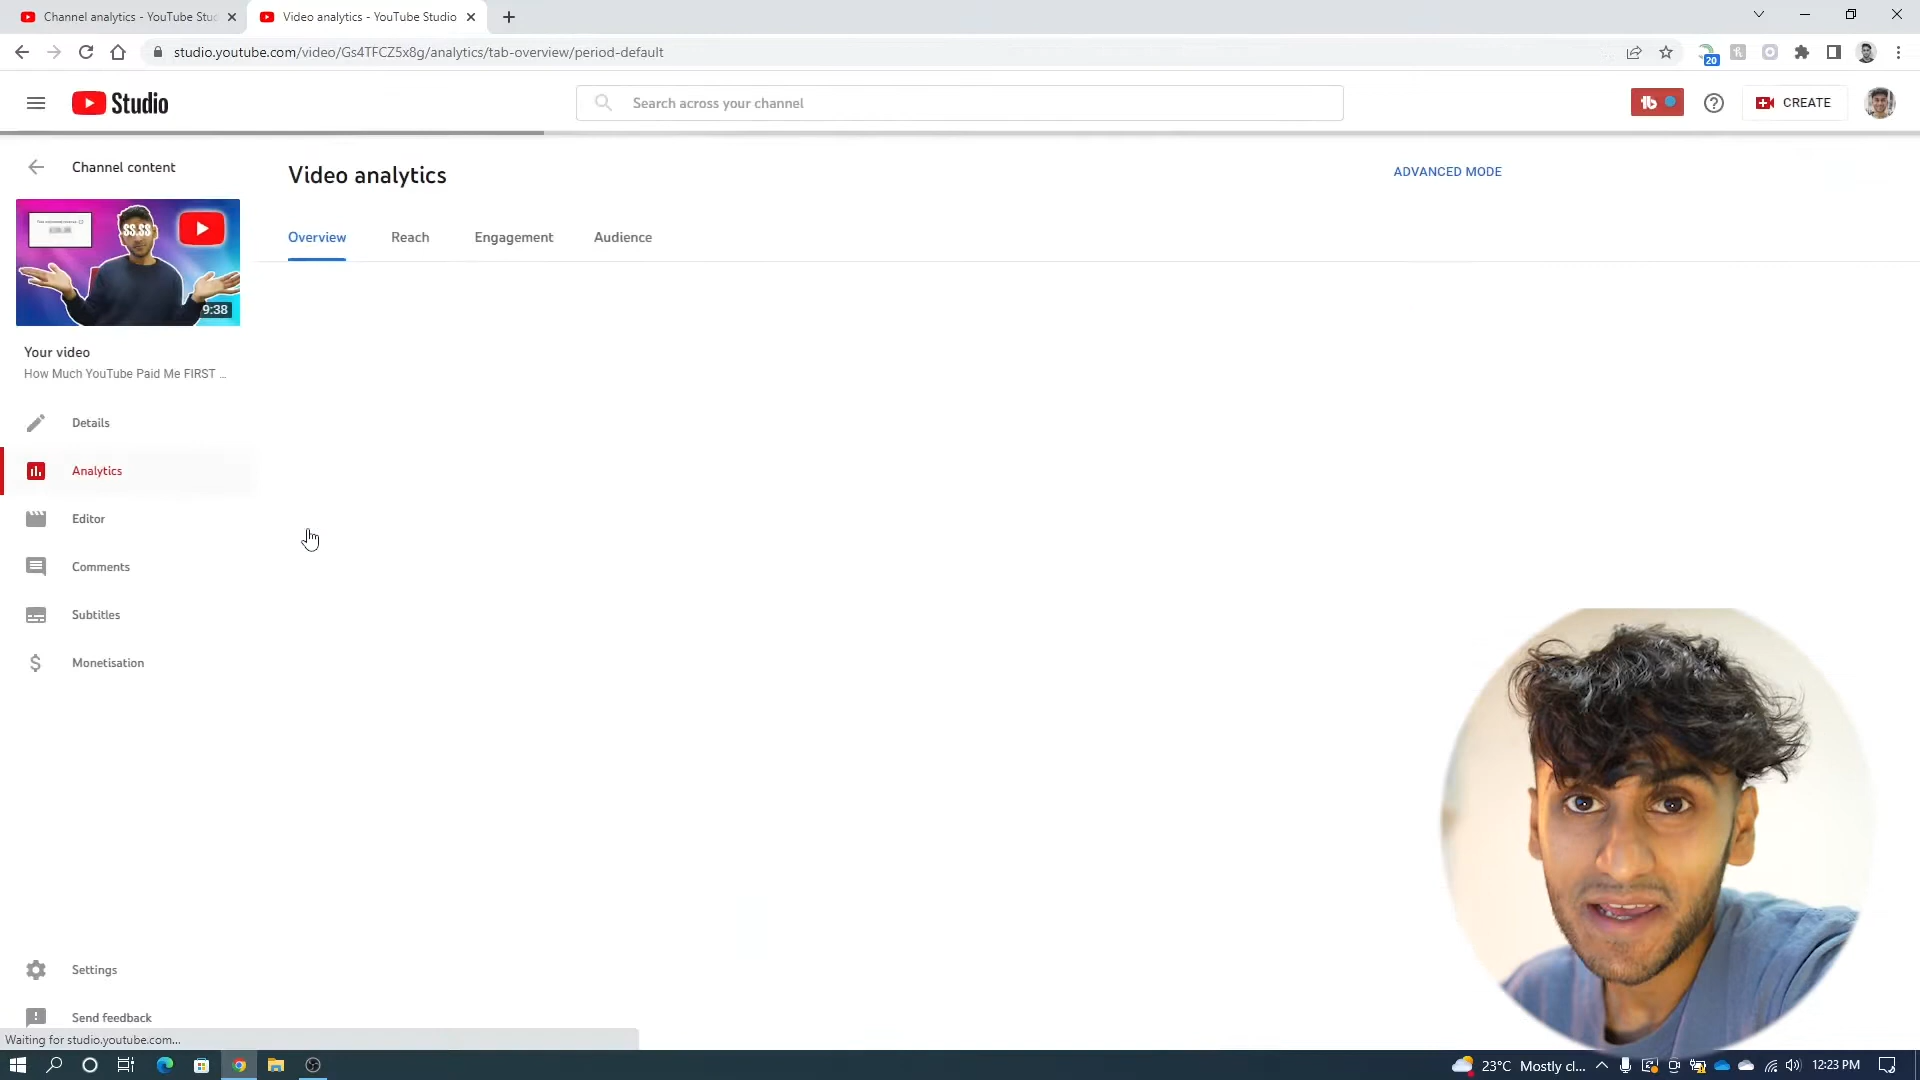 Channel analytics - YouTube Stu
Video analytics - YouTube Studio
studio.youtube.com/video/Gs4TFCZ5x8g/analytics/tab-overview/period-default
20
Studio
Search across your channel
CREATE
Channel content
Video analytics
ADVANCED MODE
Overview
Reach
Engagement
Audience
$$.$$
9:38
Your video
How Much YouTube Paid Me FIRST ...
Details
Analytics
Editor
Comments
Subtitles
Monetisation
Settings
Send feedback
Waiting for studio.youtube.com...
23°C Mostly cl...
12:23 PM